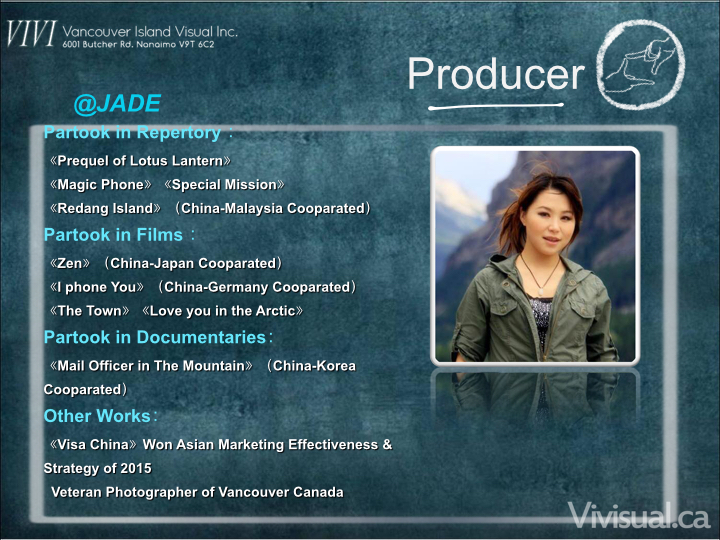 VIVI Vancouver Island Visual Inc.
6001 Butcher Rd. Nanaimo V9T 6C2
Producer
@JADE
Partook in Repertory：
《Prequel of Lotus Lantern》
《Magic Phone》《Special Mission》
《Redang Island》（China-Malaysia Cooparated）
Partook in Films：
《Zen》（China-Japan Cooparated）
《I phone You》（China-Germany Cooparated）
《The Town》《Love you in the Arctic》
Partook in Documentaries：
《Mail Officer in The Mountain》（China-Korea
Cooparated）
Other Works：
《Visa China》Won Asian Marketing Effectiveness &
Strategy of 2015
Veteran Photographer of Vancouver Canada
Vivisual.ca